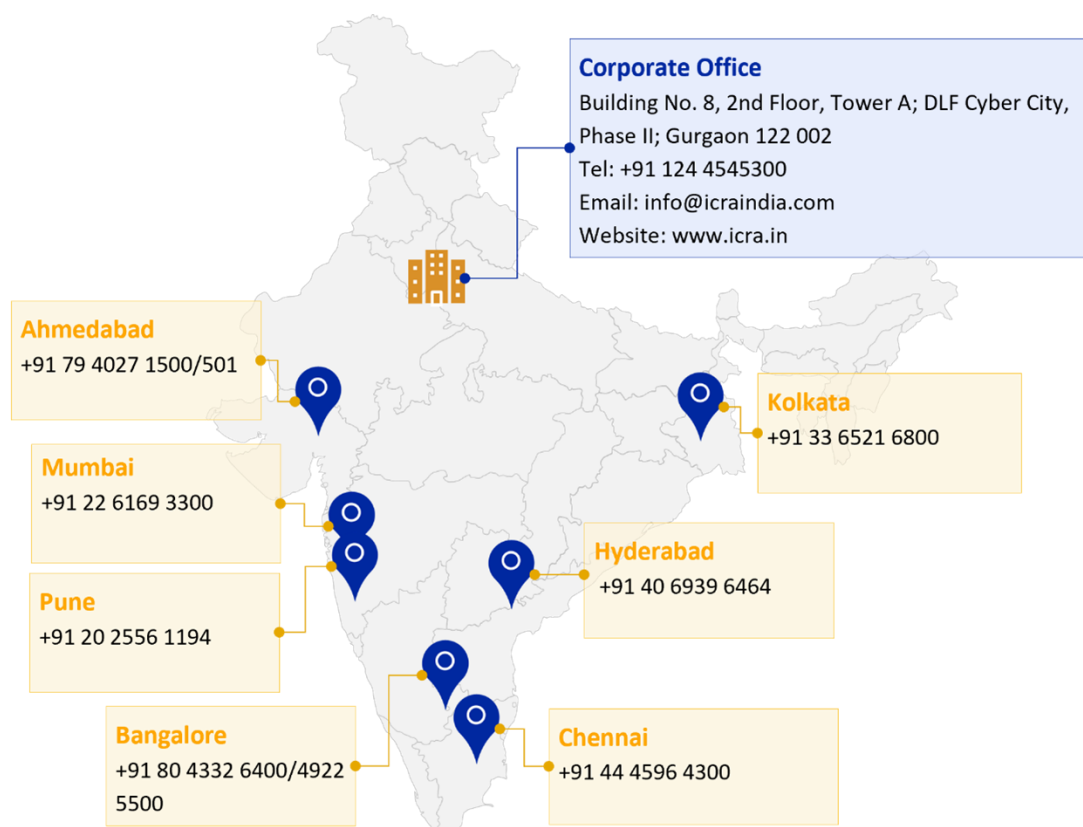 Corporate Office
Building No. 8, 2nd Floor, Tower A; DLF Cyber City,
Phase II; Gurgaon 122 002
Tel: +91 124 4545300
Email: info@icraindia.com
Website: www.icra.in
Ahmedabad
+91 79 4027 1500/501
Kolkata
+91 33 6521 6800
Mumbai
+91 22 6169 3300
Hyderabad
+91 40 6939 6464
Pune
+91 20 2556 1194
Bangalore
+91 80 4332 6400/4922
5500
Chennai
+91 44 4596 4300